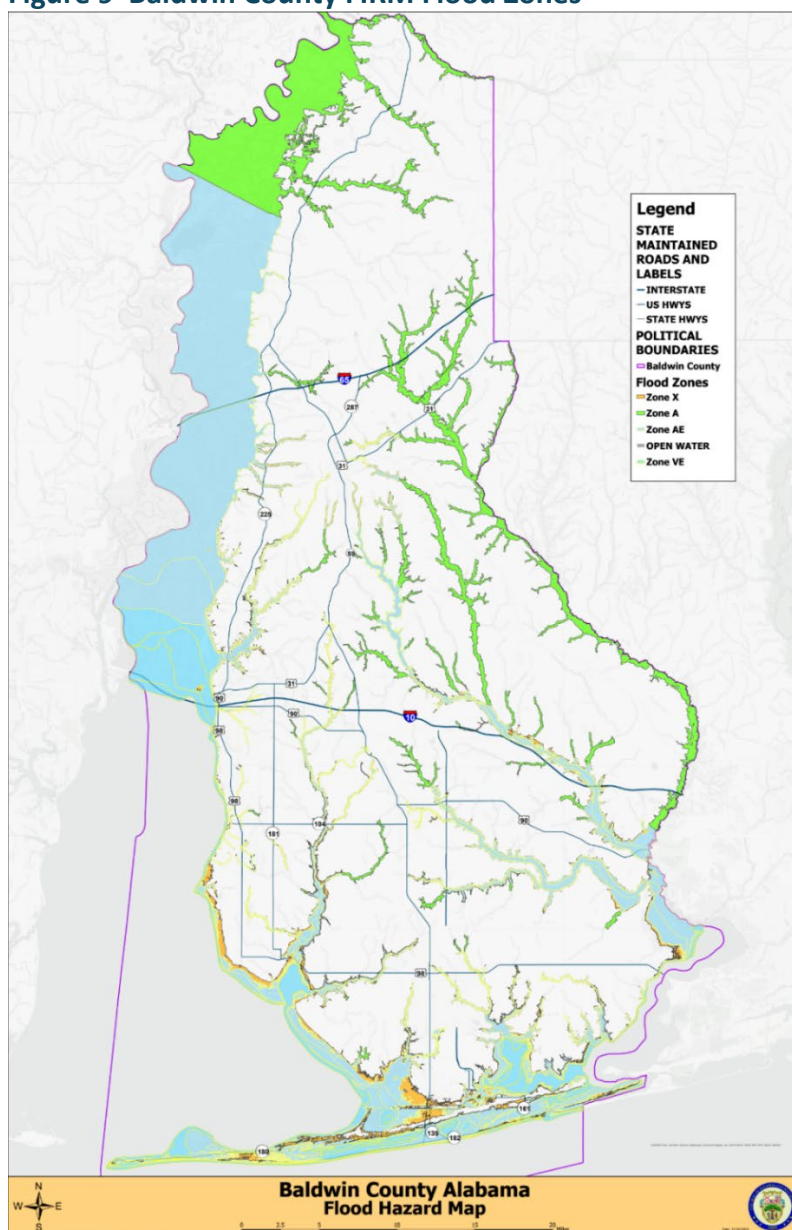 Figure 5- Baldwin County FIRM Flood Zones
Legend
STATE
MAINTAINED
ROADS AND
LABELS
INTERSTATE
US HWYS
STATE HWYS
POLITICAL
BOUNDARIES
Baldwin County
Flood Zones
Zone X
Zone A
Zone AE
OPEN WATER
Zone VE
65
287
31
31
225
59
31
90
90
98
10
98
104
90
181
98
161
135
182
180
N
W E
S
Baldwin County Alabama
Flood Hazard Map
0 2.5 5 10 15 20
Miles